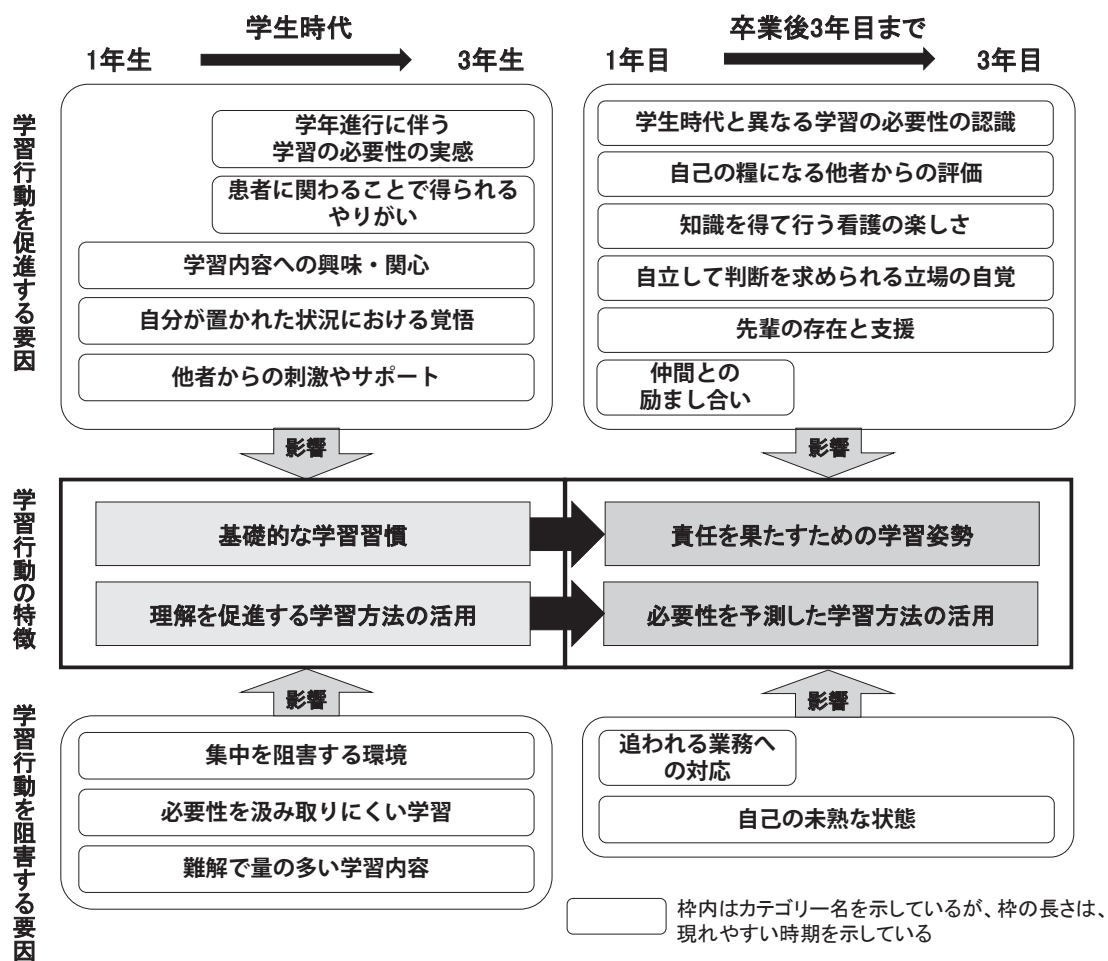 学生時代
卒業後3年目まで
1年生
3年生
1年目
3年目
学習行動を促進する要因
学年進行に伴う
学習の必要性の実感
患者に関わることで得られる
やりがい
学習内容への興味・関心
自分が置かれた状況における覚悟
他者からの刺激やサポート
学生時代と異なる学習の必要性の認識
自己の糧になる他者からの評価
知識を得て行う看護の楽しさ
自立して判断を求められる立場の自覚
先輩の存在と支援
仲間との
励まし合い
影響
影響
学習行動の特徴
基礎的な学習習慣
責任を果たすための学習姿勢
理解を促進する学習方法の活用
必要性を予測した学習方法の活用
影響
影響
学習行動を阻害する要因
集中を阻害する環境
必要性を汲み取りにくい学習
難解で量の多い学習内容
追われる業務へ
の対応
自己の未熟な状態
枠内はカテゴリー名を示しているが、枠の長さは、
現れやすい時期を示している